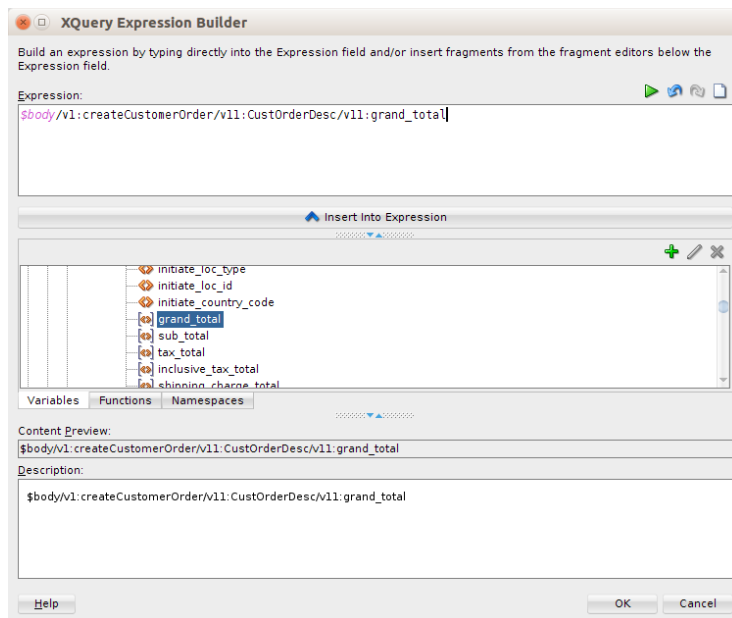 XQuery Expression Builder
Build an expression by typing directly into the Expression field and/or insert fragments from the fragment editors below the
Expression field.
Expression:
$body/v1:createCustomerOrder/v11:CustOrderDesc/v11:grand_total
Insert Into Expression
initiate_loc_type
initiate_loc_id
initiate_country_code
grand_total
sub_total
tax_total
inclusive_tax_total
shipping_charge_total
Variables Functions Namespaces
Content Preview:
$body/v1:createCustomerOrder/v11:CustOrderDesc/v11:grand_total
Description:
$body/v1:createCustomerOrder/v11:CustOrderDesc/v11:grand_total
Help OK Cancel